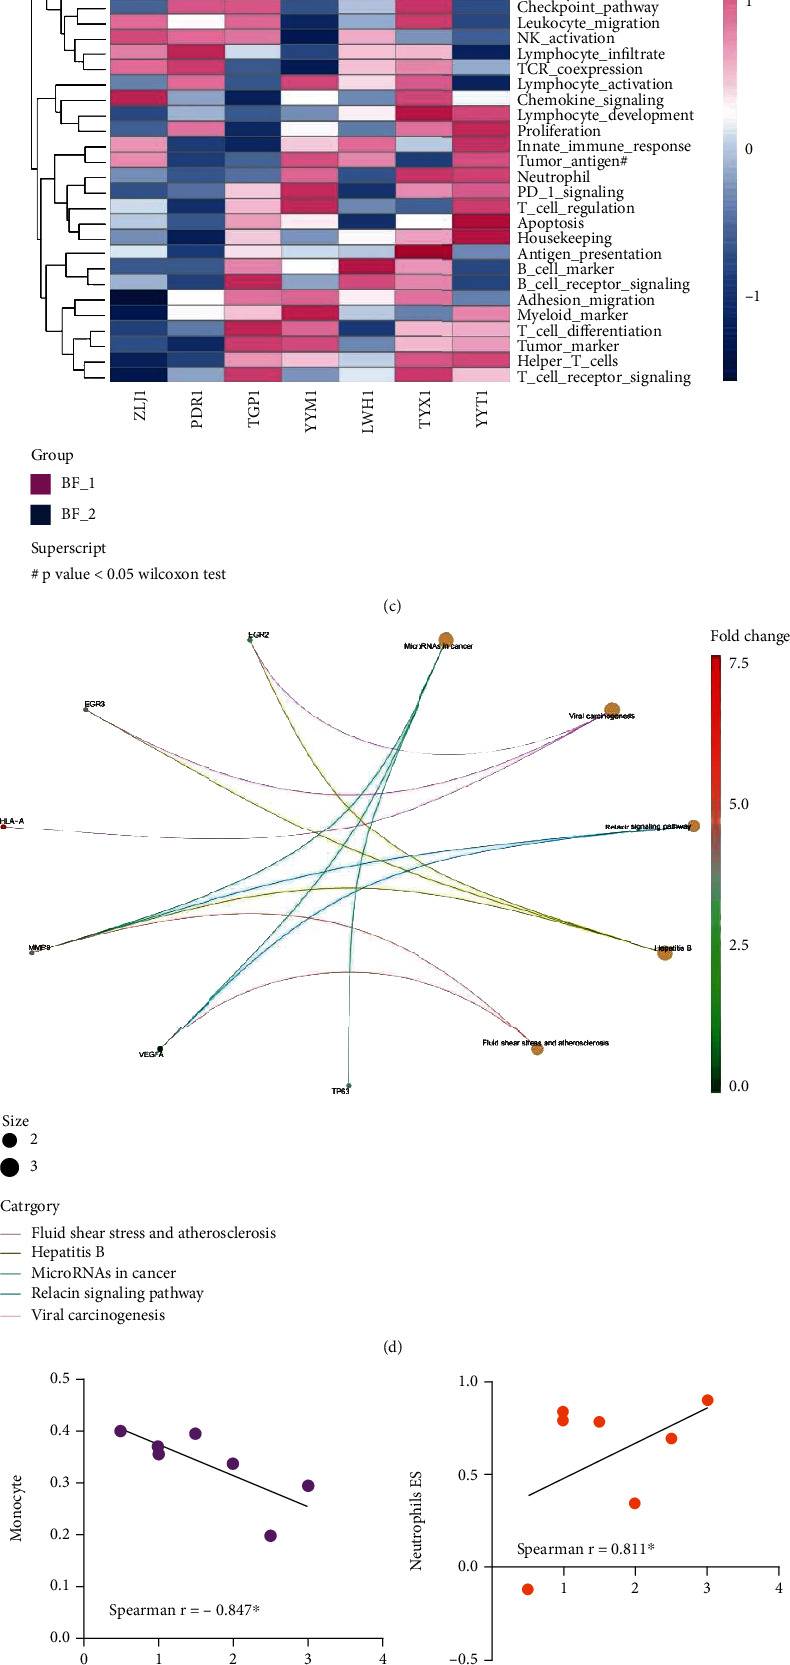 1
Checkpoint_pathway
Leukocyte_migration
NK_activation
Lymphocyte_infiltrate
TCR_coexpression
Lymphocyte_activation
Chemokine_signaling
Lymphocyte_development
Proliferation
Innate_immune_response
0
Tumor_antigen#
Neutrophil
PD_1_signaling
T_cell_regulation
Apoptosis
Housekeeping
Antigen_presentation
B_cell_marker
B_cell_receptor_signaling
Adhesion_migration
−1
Myeloid_marker
T_cell_differentiation
Tumor_marker
Helper_T_cells
T_cell_receptor_signaling
ZLJ1
PDR1
TGP1
YYM1
LWH1
TYX1
YYT1
Group
BF_1
BF_2
Superscript
# p value < 0.05 wilcoxon test
(c)
EGR2
MicroRNAs in cancer
Fold change
7.5
EGR3
Viral carcinogenesis
5.0
HLA-A
Relacin signaling pathway
2.5
Hepatitis B
VEGFA
Fluid shear stress and atherosclerosis
TP63
0.0
Size
2
3
Catrgory
Fluid shear stress and atherosclerosis
Hepatitis B
MicroRNAs in cancer
Relacin signaling pathway
Viral carcinogenesis
(d)
0.5
0.4
0.3
0.2
0.1
0.0
Monocyte
Spearman r = – 0.847*
0 1 2 3 4
1.0
0.5
0.0
−0.5
Neutrophils ES
Spearman r = 0.811*
1 2 3 4